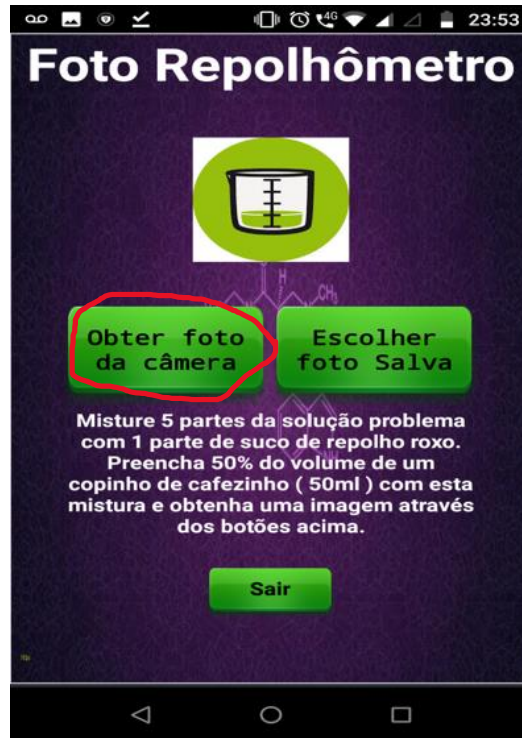 4G 23:53
Foto Repolhômetro
H
CH₃
Obter foto
da câmera
Escolher
foto Salva
Misture 5 partes da solução problema
com 1 parte de suco de repolho roxo.
Preencha 50% do volume de um
copinho de cafezinho ( 50ml ) com esta
mistura e obtenha uma imagem através
dos botões acima.
Sair